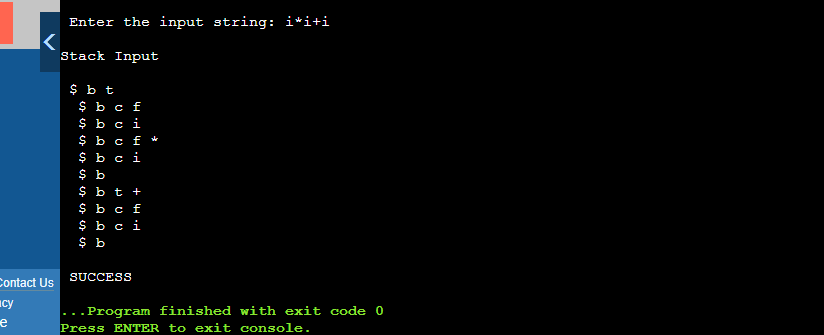 Enter the input string: i*i+i
Stack Input
$ b t
$ b c f
$ b c i
$ b c f *
$ b c i
$ b
$ b t +
$ b c f
$ b c i
$ b
SUCCESS
...Program finished with exit code 0
Press ENTER to exit console.
Contact Us